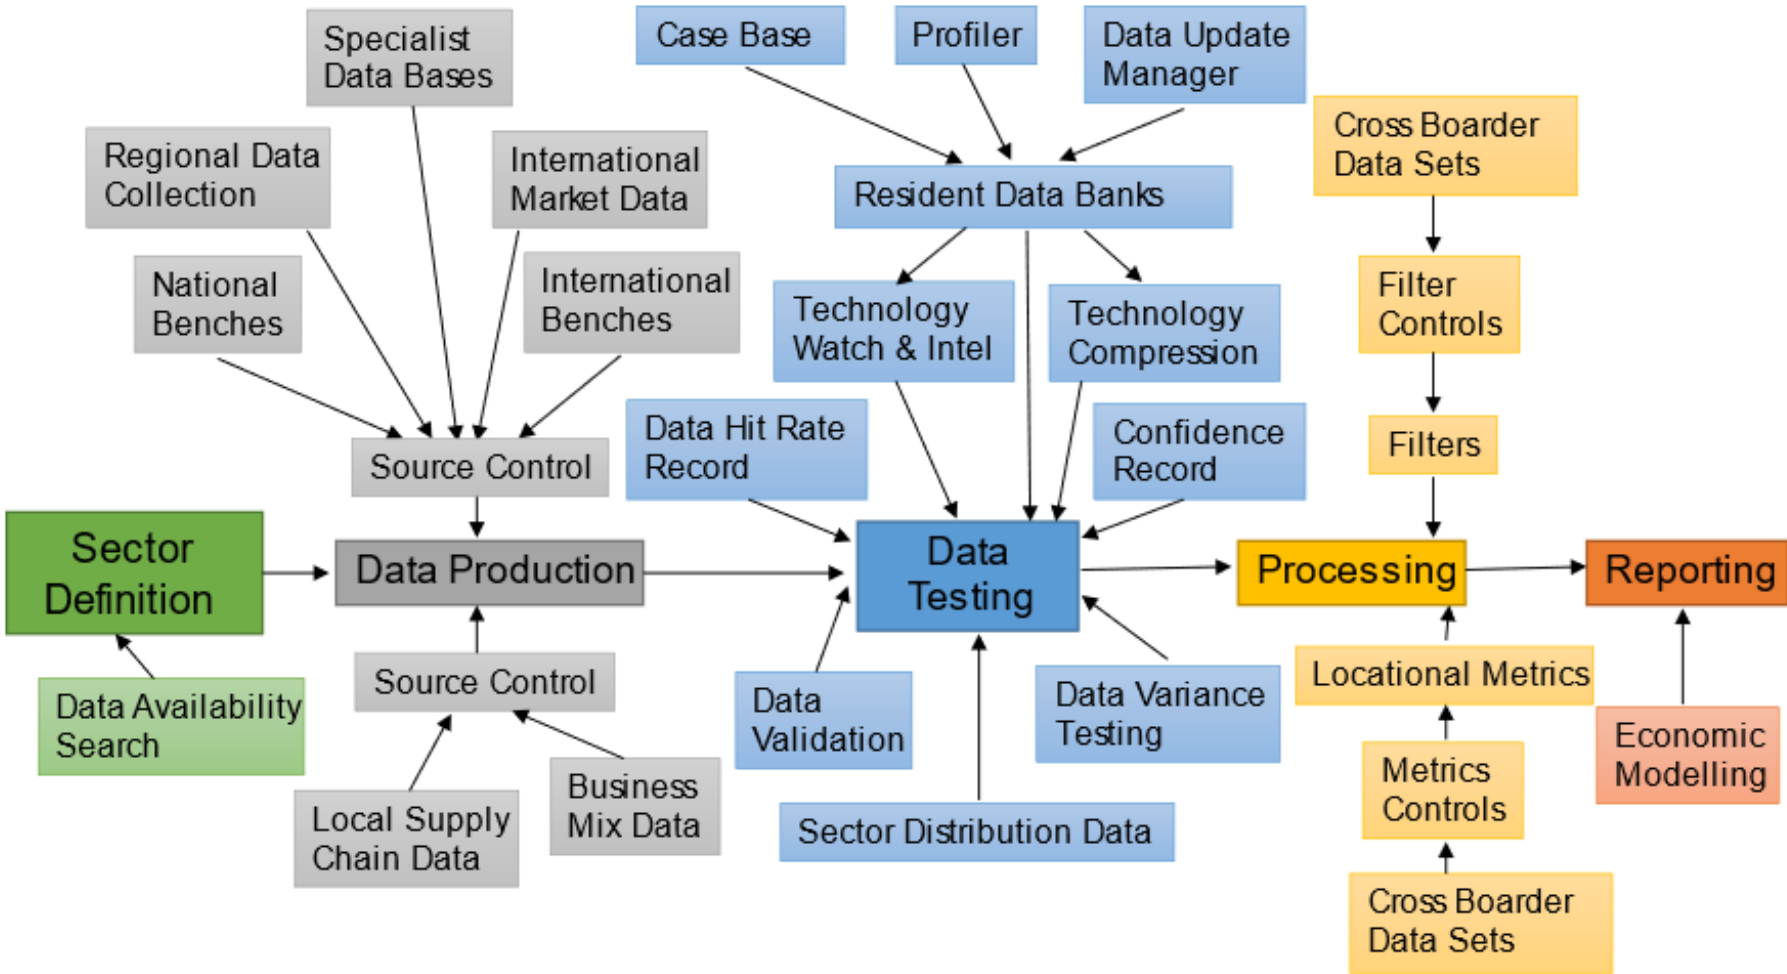 Specialist
Data Bases
Case Base
Profiler
Data Update
Manager
Regional Data
Collection
International
Market Data
Cross Boarder
Data Sets
Resident Data Banks
National
Benches
International
Benches
Technology
Watch & Intel
Technology
Compression
Filter
Controls
Data Hit Rate
Record
Confidence
Record
Filters
Source Control
Sector
Definition
Data Production
Data
Testing
Processing
Reporting
Data Availability
Search
Source Control
Data
Validation
Data Variance
Testing
Locational Metrics
Economic
Modelling
Local Supply
Chain Data
Business
Mix Data
Sector Distribution Data
Metrics
Controls
Cross Boarder
Data Sets